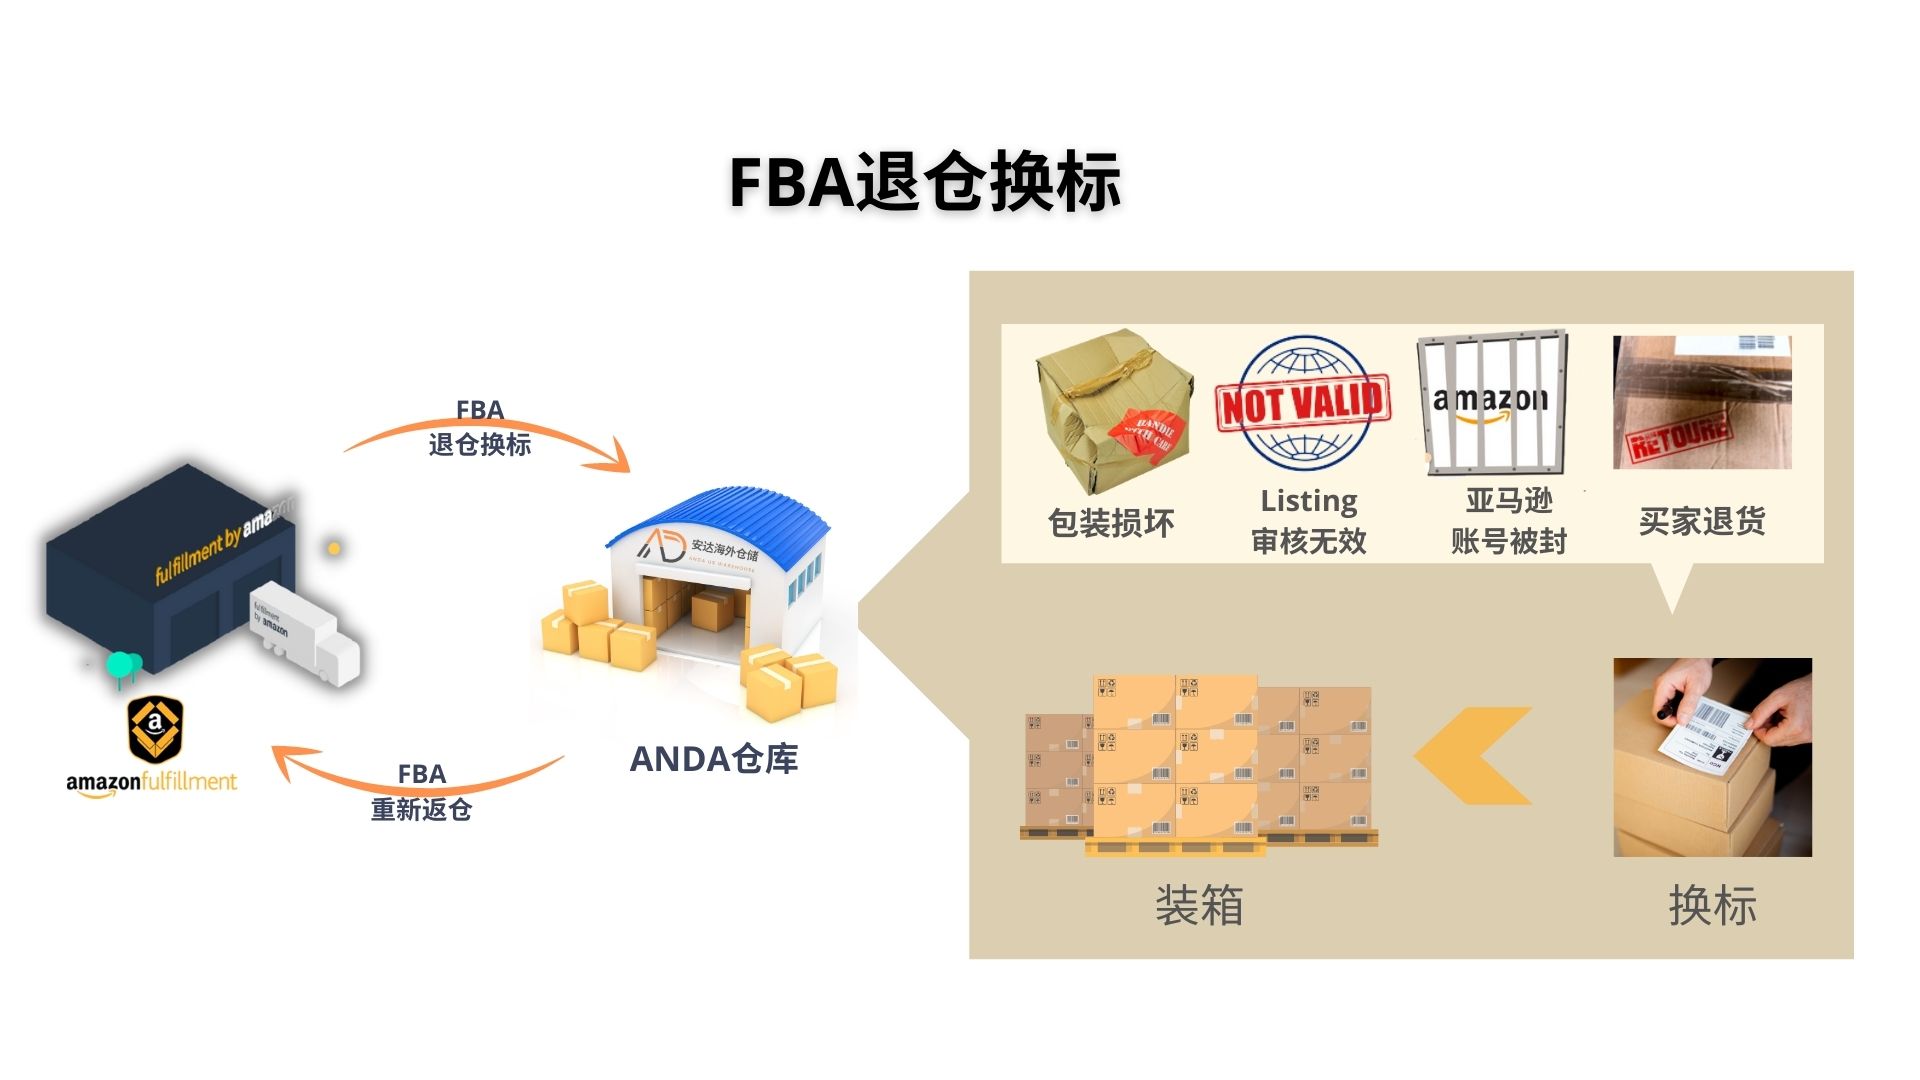 FBA退仓换标
FBA
退仓换标
fulfillment by amazon
fulfillment
by amazon
amazonfulfillment
FBA
重新返仓
安达海外仓储
ANDA US WAREHOUSE
ANDA仓库
HANDLE
WITH CARE
包装损坏
NOT VALID
Listing
审核无效
amazon
亚马逊
账号被封
RETOURE
买家退货
装箱
换标